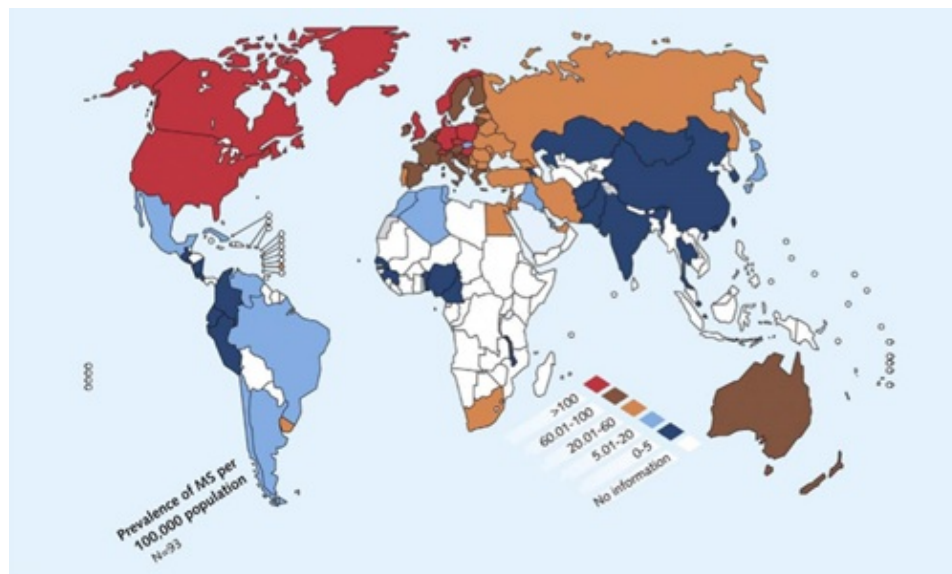 >100
60.01-100
20.01-60
5.01-20
0-5
No information
Prevalence of MS per
100,000 population
N=93